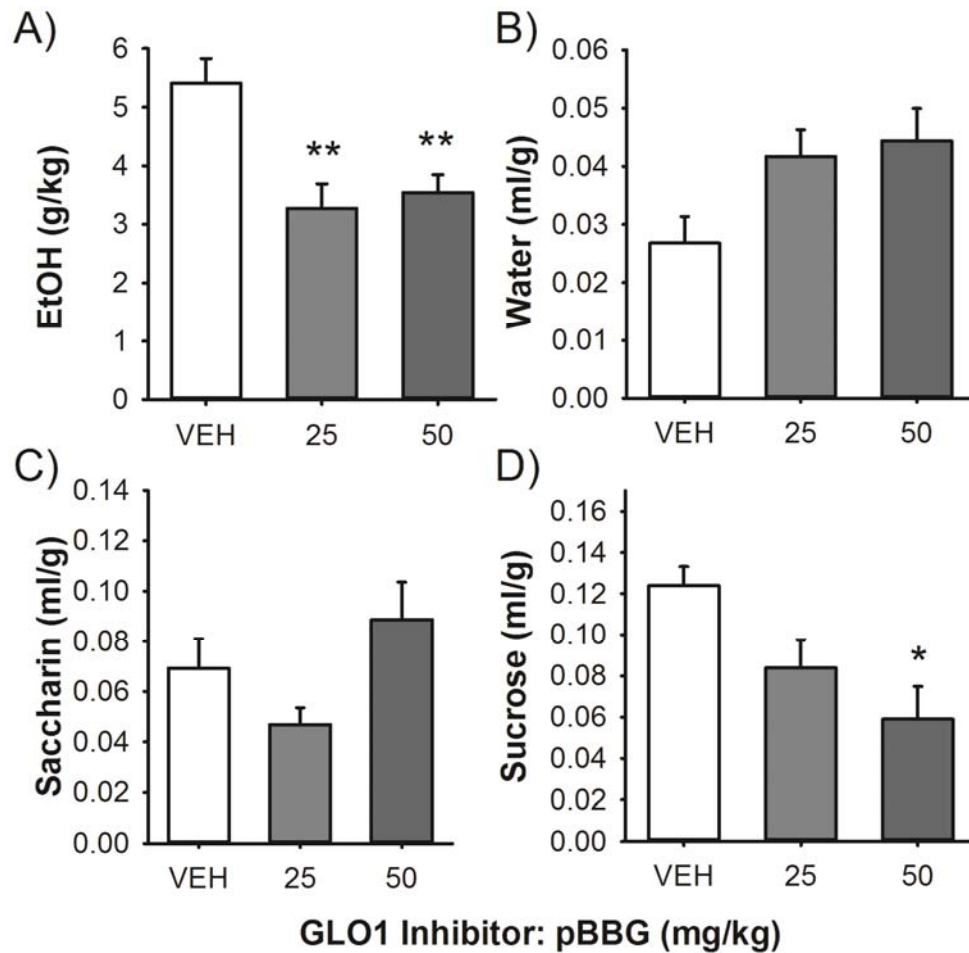 A)
EtOH (g/kg)
6
5
4
3
2
1
0
**
**
VEH 25 50
B)
Water (ml/g)
0.06
0.05
0.04
0.03
0.02
0.01
0.00
VEH 25 50
C)
Saccharin (ml/g)
0.14
0.12
0.10
0.08
0.06
0.04
0.02
0.00
VEH 25 50
D)
Sucrose (ml/g)
0.16
0.14
0.12
0.10
0.08
0.06
0.04
0.02
0.00
*
VEH 25 50
GLO1 Inhibitor: pBBG (mg/kg)